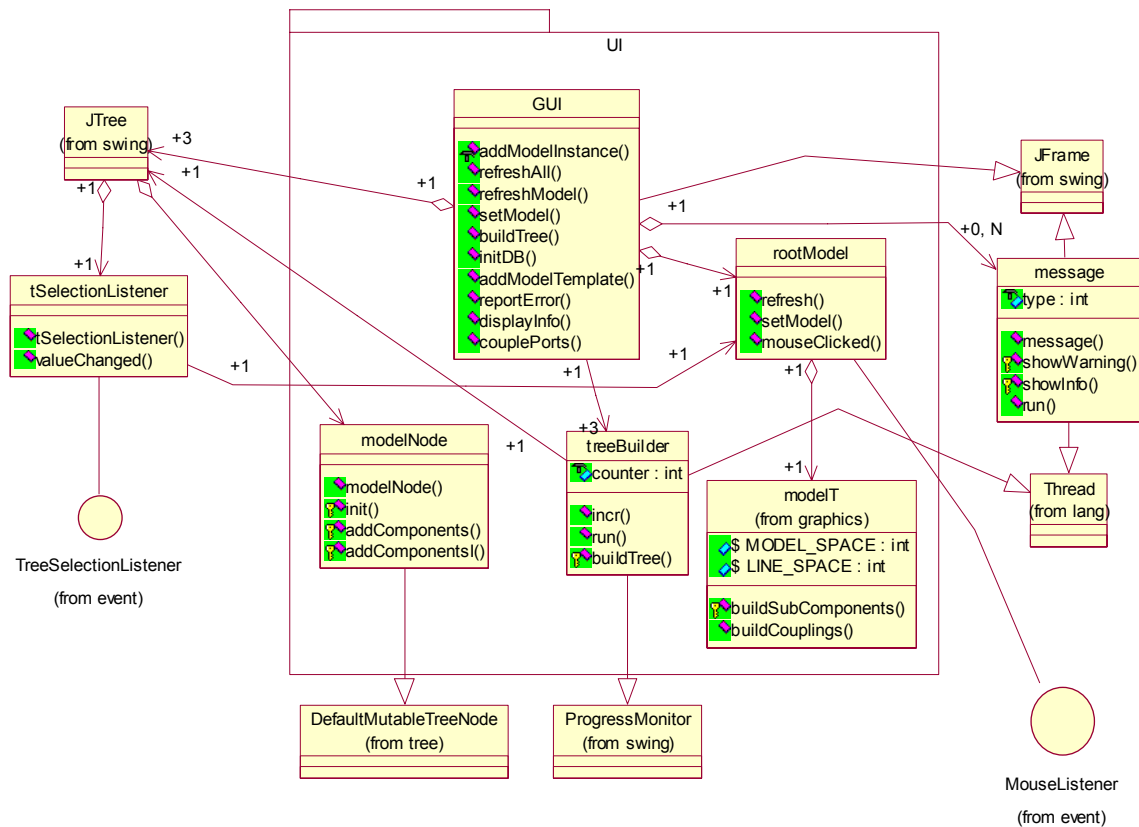 UI
GUI
addModelInstance()
refreshAll()
refreshModel()
setModel()
buildTree()
initDB()
addModelTemplate()
reportError()
displayInfo()
couplePorts()
JTree
(from swing)
+3
+1
+1
+1
+1
tSelectionListener
tSelectionListener()
valueChanged()
TreeSelectionListener
(from event)
JFrame
(from swing)
+1
+0, N
+1
+1
rootModel
refresh()
setModel()
mouseClicked()
message
type : int
message()
showWarning()
showInfo()
run()
+1
+1
+1
+1
+3
+1
+1
modelNode
modelNode()
init()
addComponents()
addComponentsI()
treeBuilder
counter : int
incr()
run()
buildTree()
modelT
(from graphics)
$ MODEL_SPACE : int
$ LINE_SPACE : int
buildSubComponents()
buildCouplings()
Thread
(from lang)
DefaultMutableTreeNode
(from tree)
ProgressMonitor
(from swing)
MouseListener
(from event)